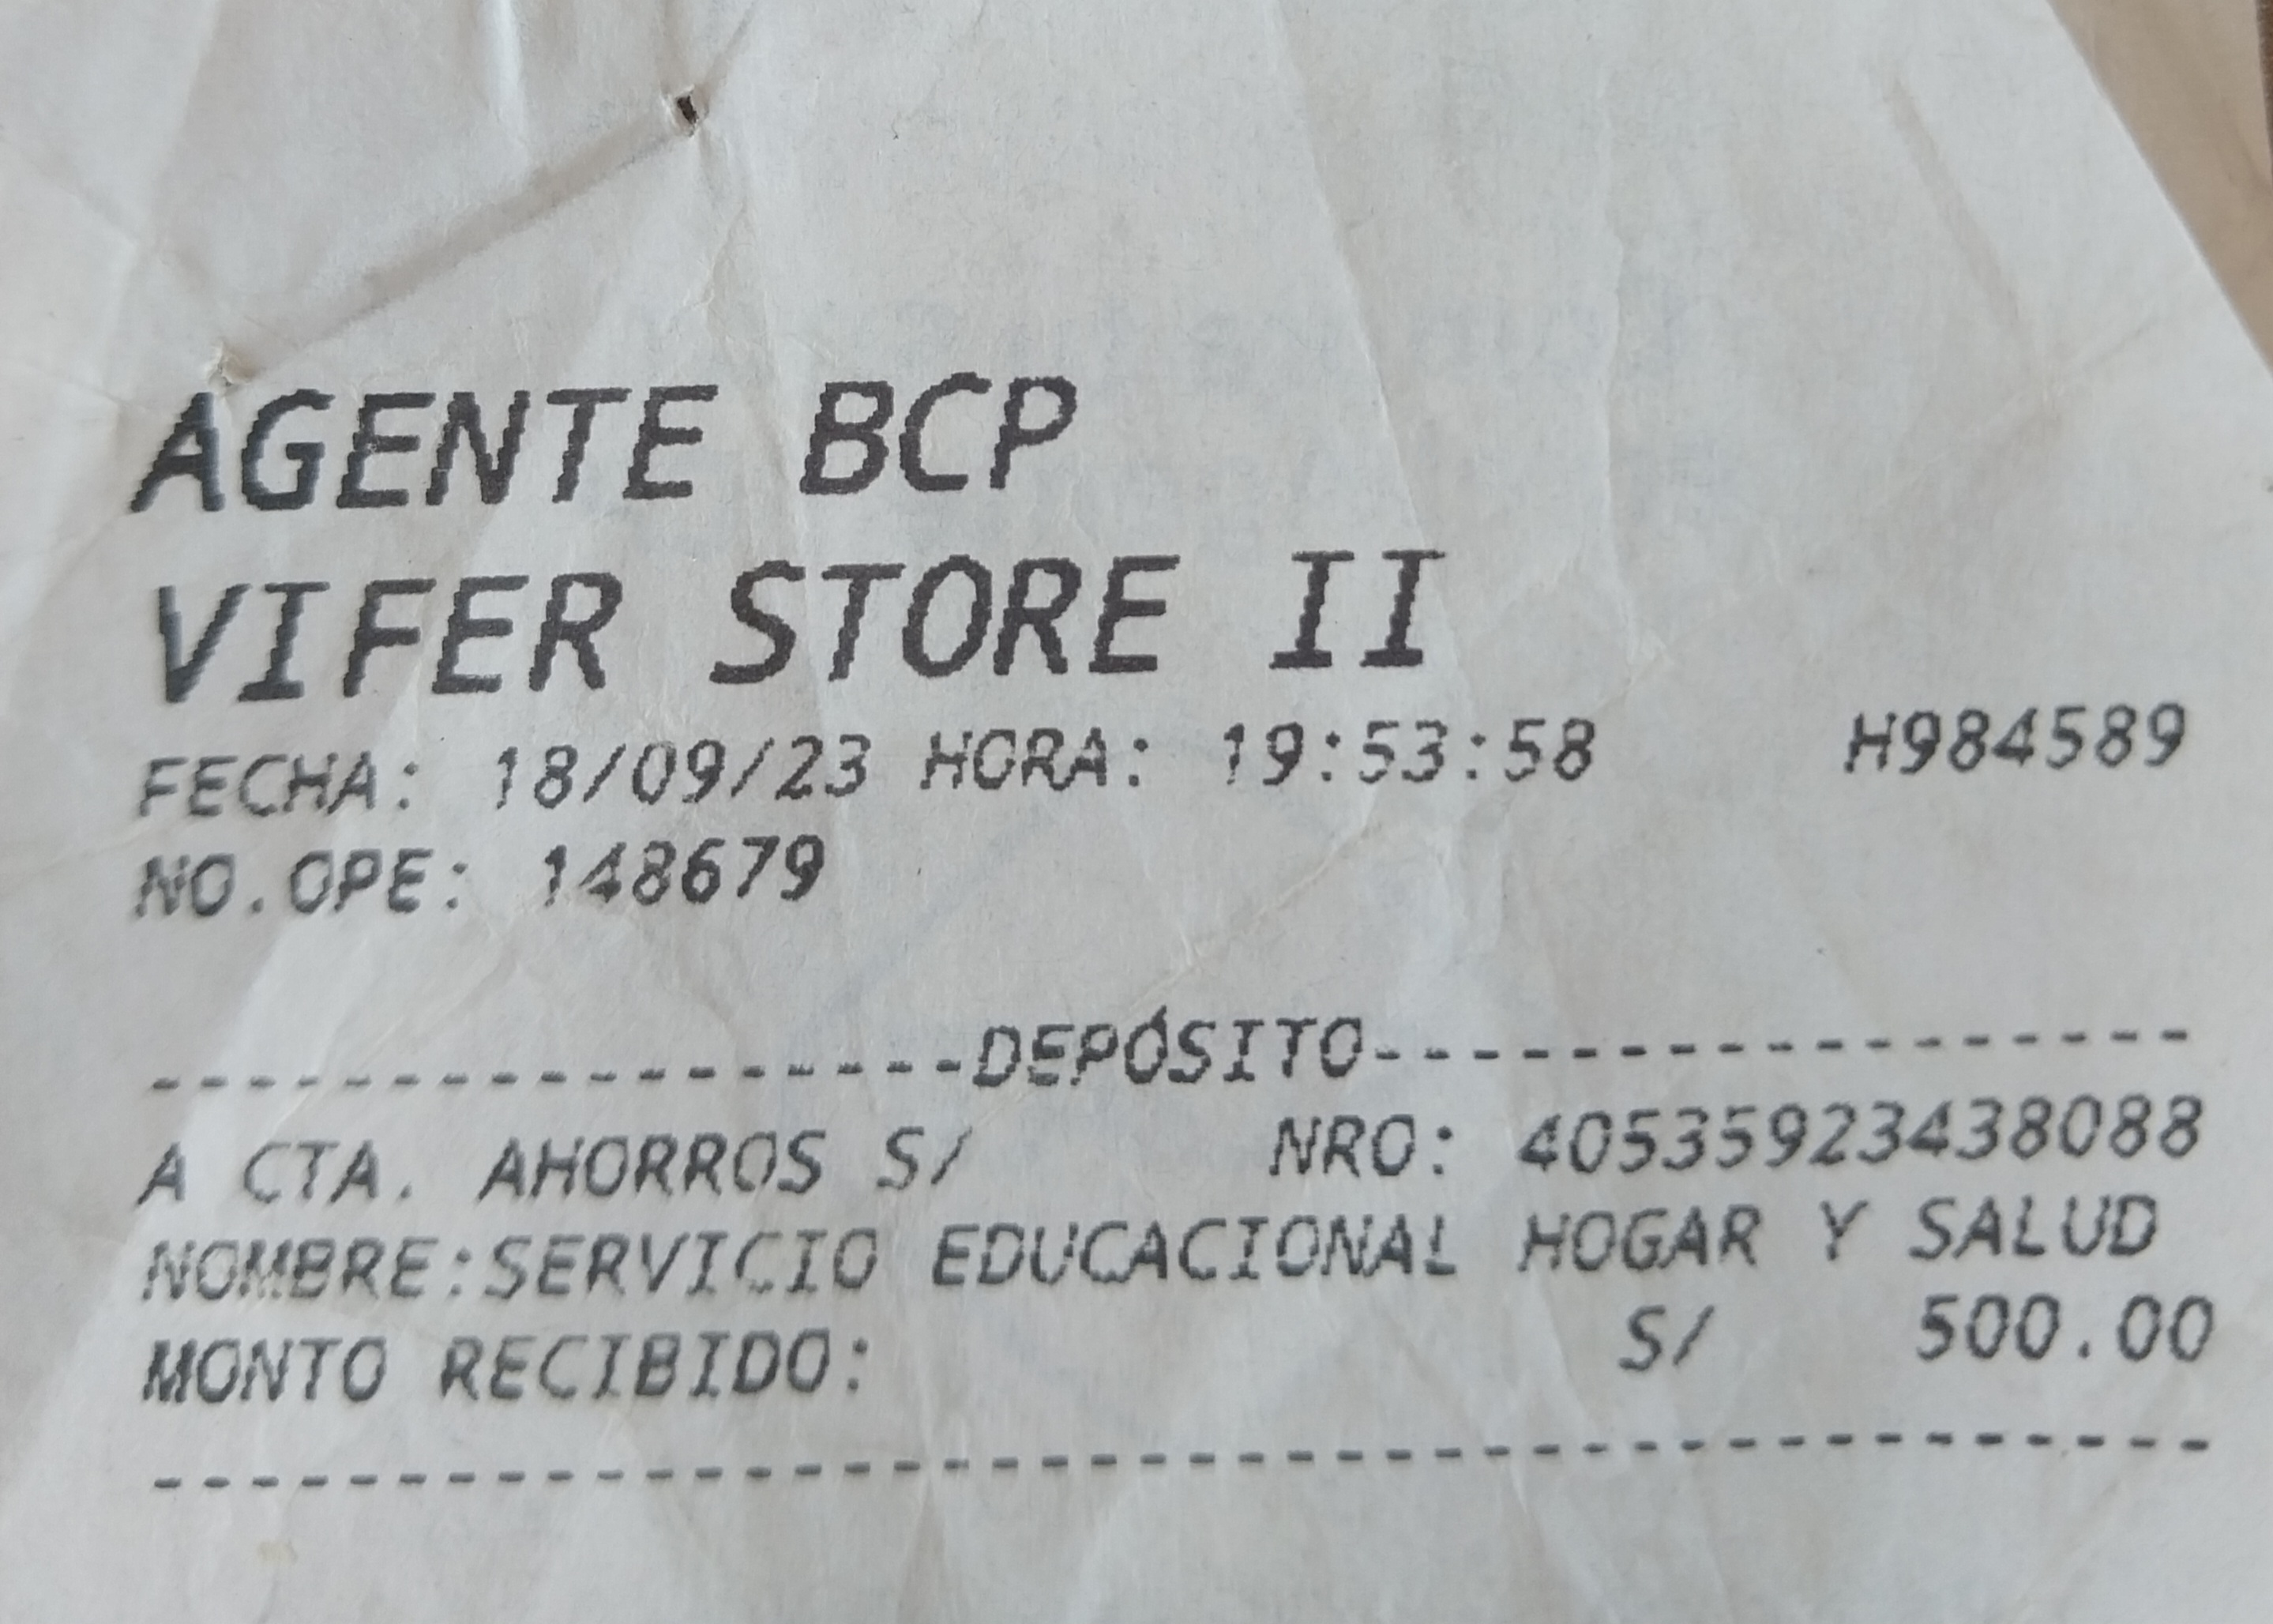 AGENTE BCP
VIFER STORE II
FECHA: 18/09/23 HORA: 19:53:58 H984589
NO.OPE: 148679
------------------DEPÓSITO------------------
A CTA. AHORROS S/ NRO: 40535923438088
NOMBRE:SERVICIO EDUCACIONAL HOGAR Y SALUD
MONTO RECIBIDO: S/ 500.00
---------------------------------------------